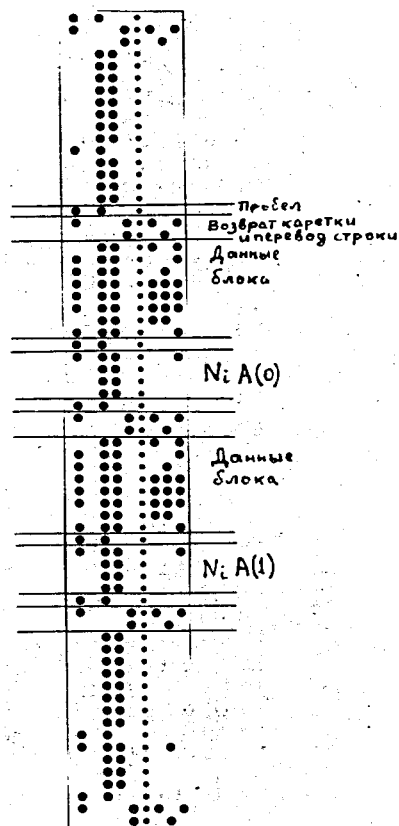 Пробел
Возврат каретки
и перевод строки
Данные
блока
Ni A(0)
Данные
блока
Ni A(1)